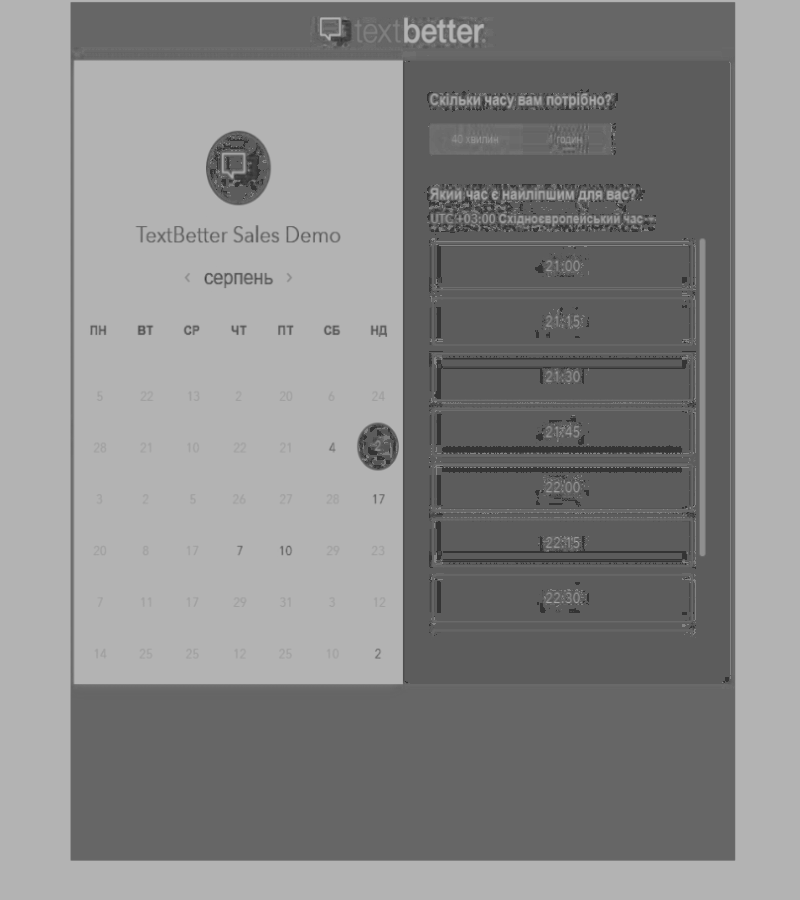 textbetter
TextBetter Sales Demo
< серпень >
ПН ВТ СР ЧТ ПТ СБ НД
5 22 13 2 20 6 24
28 21 10 22 21 4 2
3 2 5 26 27 28 17
20 8 17 7 10 29 23
7 11 17 29 31 3 12
14 25 25 12 25 10 2
Скільки часу вам потрібно?
40 хвилин 1 годин
Який час є найліпшим для вас?
UTC +03:00 Східноєвропейський час
21:00
21:15
21:30
21:45
22:00
22:15
22:30